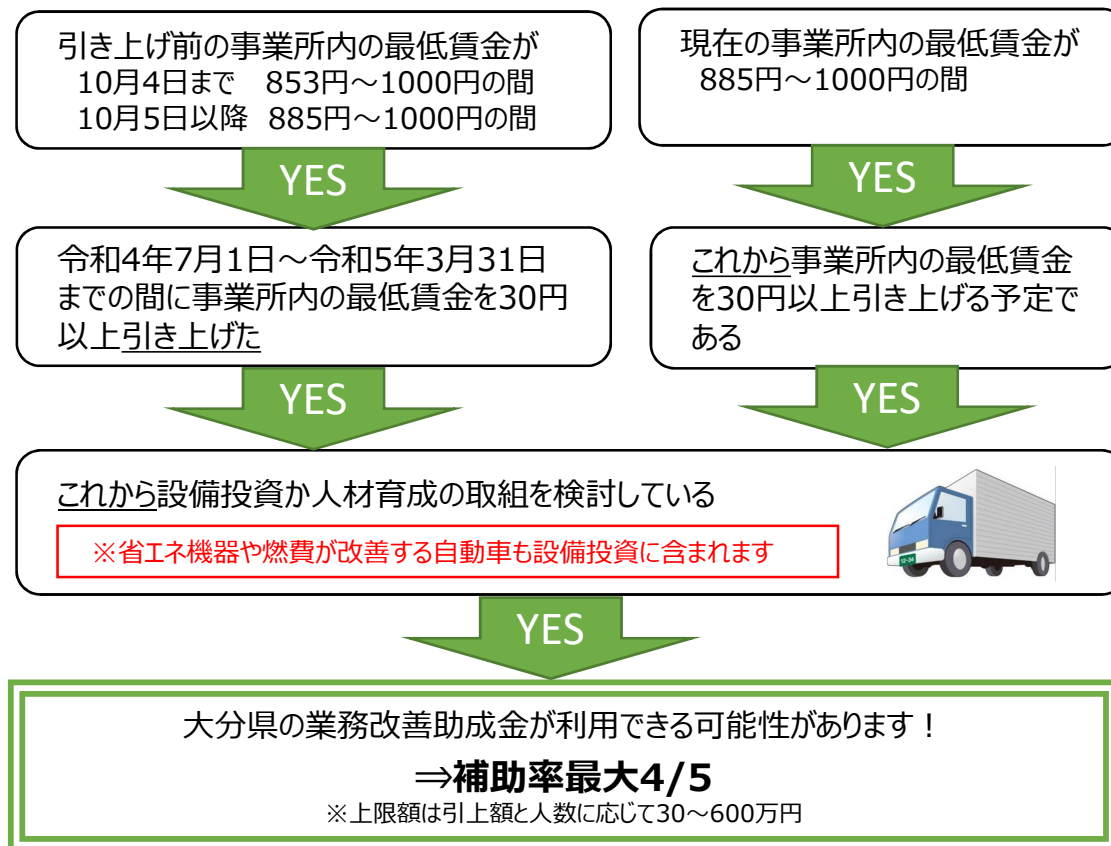 引き上げ前の事業所内の最低賃金が
10月4日まで 853円～1000円の間
10月5日以降 885円～1000円の間
現在の事業所内の最低賃金が
885円～1000円の間
YES
YES
令和4年7月1日～令和5年3月31日
までの間に事業所内の最低賃金を30円
以上引き上げた
これから事業所内の最低賃金
を30円以上引き上げる予定で
ある
YES
YES
これから設備投資か人材育成の取組を検討している
※省エネ機器や燃費が改善する自動車も設備投資に含まれます
12-34
YES
大分県の業務改善助成金が利用できる可能性があります！
⇒補助率最大4/5
※上限額は引上額と人数に応じて30～600万円